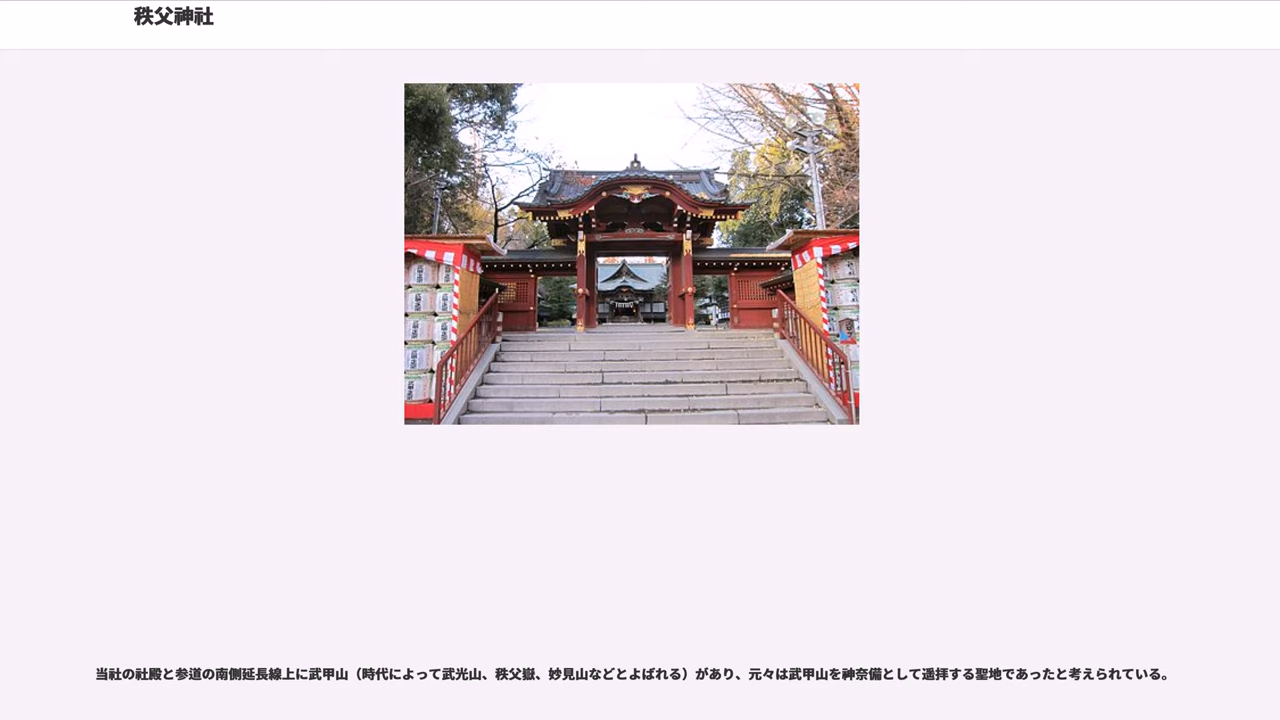 秩父神社
当社の社殿と参道の南側延長線上に武甲山（時代によって武光山、秩父嶽、妙見山などとよばれる）があり、元々は武甲山を神奈備として遥拝する聖地であったと考えられている。